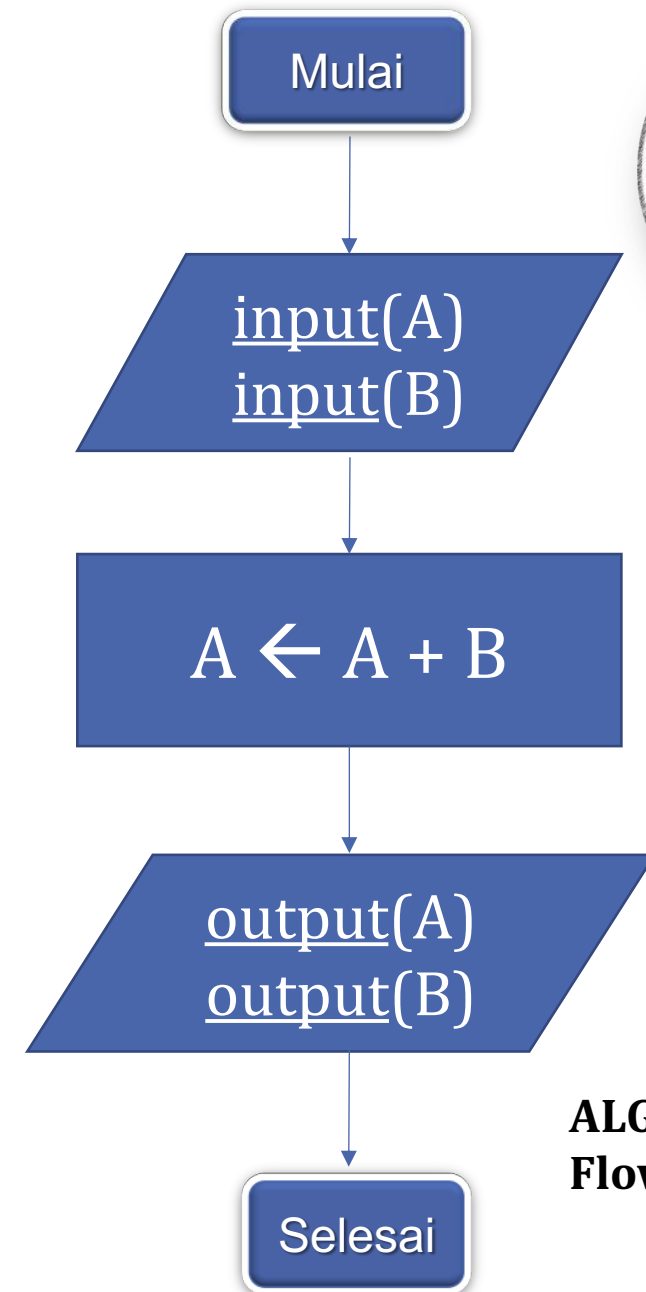 Mulai
input(A)
input(B)
A ← A + B
output(A)
output(B)
Selesai